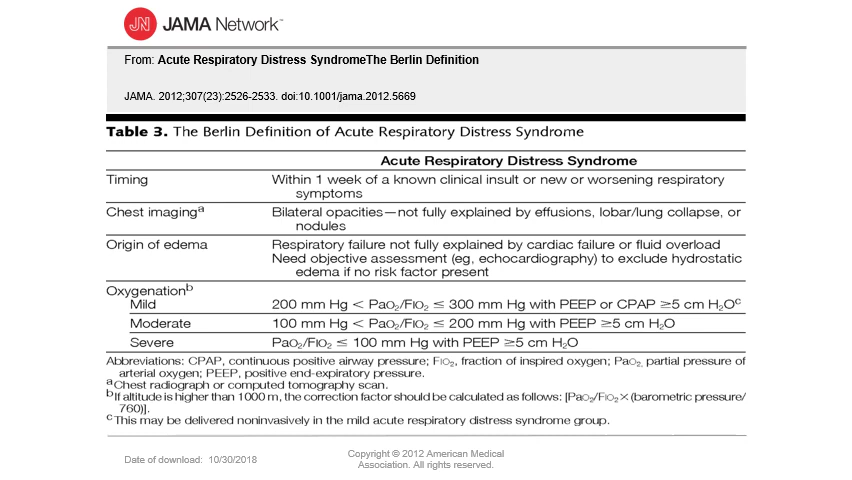 JN JAMA Network™
From: Acute Respiratory Distress SyndromeThe Berlin Definition
JAMA. 2012;307(23):2526-2533. doi:10.1001/jama.2012.5669
Table 3. The Berlin Definition of Acute Respiratory Distress Syndrome
Acute Respiratory Distress Syndrome
Timing Within 1 week of a known clinical insult or new or worsening respiratory
symptoms
Chest imagingᵃ Bilateral opacities—not fully explained by effusions, lobar/lung collapse, or
nodules
Origin of edema Respiratory failure not fully explained by cardiac failure or fluid overload
Need objective assessment (eg, echocardiography) to exclude hydrostatic
edema if no risk factor present
Oxygenationᵇ
Mild 200 mm Hg < PaO₂/FIO₂ ≤ 300 mm Hg with PEEP or CPAP ≥5 cm H₂Oᶜ
Moderate 100 mm Hg < PaO₂/FIO₂ ≤ 200 mm Hg with PEEP ≥5 cm H₂O
Severe PaO₂/FIO₂ ≤ 100 mm Hg with PEEP ≥5 cm H₂O
Abbreviations: CPAP, continuous positive airway pressure; FIO₂, fraction of inspired oxygen; PaO₂, partial pressure of
arterial oxygen; PEEP, positive end-expiratory pressure.
ᵃChest radiograph or computed tomography scan.
ᵇIf altitude is higher than 1000 m, the correction factor should be calculated as follows: [PaO₂/FIO₂×(barometric pressure/
760)].
ᶜThis may be delivered noninvasively in the mild acute respiratory distress syndrome group.
Date of download: 10/30/2018
Copyright © 2012 American Medical
Association. All rights reserved.